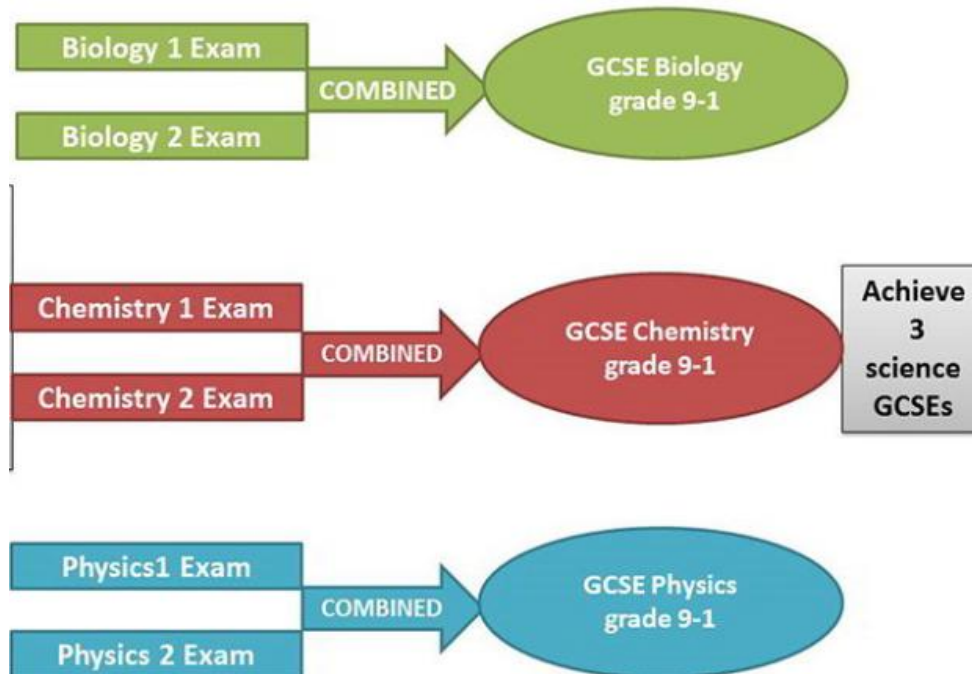 Biology 1 Exam
Biology 2 Exam
COMBINED
GCSE Biology
grade 9-1
Chemistry 1 Exam
Chemistry 2 Exam
COMBINED
GCSE Chemistry
grade 9-1
Achieve
3
science
GCSEs
Physics1 Exam
Physics 2 Exam
COMBINED
GCSE Physics
grade 9-1